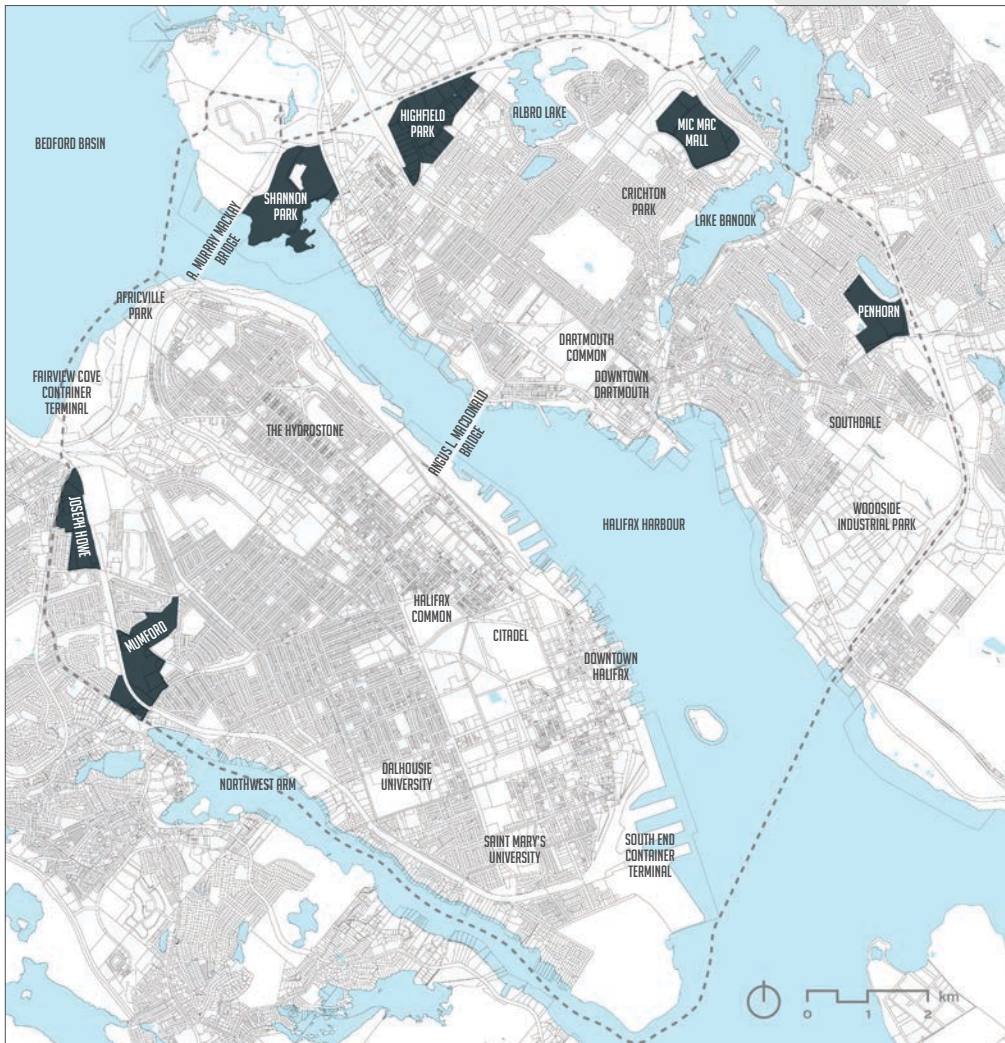 HIGHFIELD
PARK
ALBRO LAKE
MIC MAC
MALL
BEDFORD BASIN
SHANNON
PARK
CRICHTON
PARK
LAKE BANOOK
A. MURRAY MACKAY
BRIDGE
AFRICVILLE
PARK
PENHORN
DARTMOUTH
COMMON
DOWNTOWN
DARTMOUTH
FAIRVIEW COVE
CONTAINER
TERMINAL
THE HYDROSTONE
ANGUS L. MACDONALD
BRIDGE
SOUTHDALE
JOSEPH HOWE
HALIFAX HARBOUR
WOODSIDE
INDUSTRIAL PARK
HALIFAX
COMMON
CITADEL
MUMFORD
DOWNTOWN
HALIFAX
NORTHWEST ARM
DALHOUSIE
UNIVERSITY
SAINT MARY'S
UNIVERSITY
SOUTH END
CONTAINER
TERMINAL
km
0 1 2